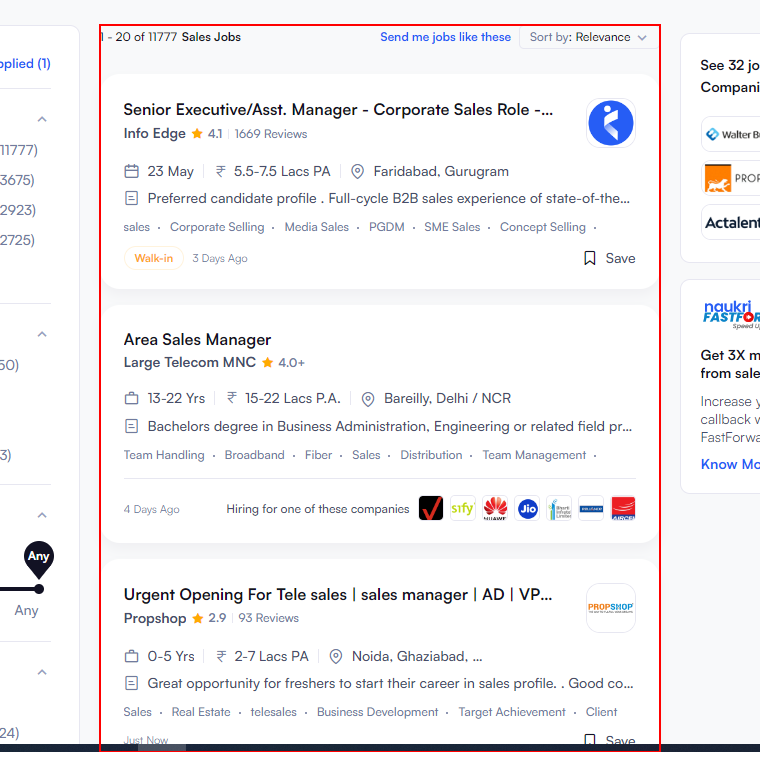 1 - 20 of 11777 Sales Jobs
Send me jobs like these
Sort by: Relevance
pplied (1)
11777)
3675)
2923)
2725)
50)
3)
Any
Any
24)
Senior Executive/Asst. Manager - Corporate Sales Role -...
Info Edge 4.1 | 1669 Reviews
23 May | ₹ 5.5-7.5 Lacs PA | Faridabad, Gurugram
Preferred candidate profile . Full-cycle B2B sales experience of state-of-the...
sales · Corporate Selling · Media Sales · PGDM · SME Sales · Concept Selling ·
Walk-in 3 Days Ago
Save
Area Sales Manager
Large Telecom MNC 4.0+
13-22 Yrs | ₹ 15-22 Lacs P.A. | Bareilly, Delhi / NCR
Bachelors degree in Business Administration, Engineering or related field pr...
Team Handling · Broadband · Fiber · Sales · Distribution · Team Management ·
4 Days Ago
Hiring for one of these companies
sify
HUAWEI
Jio
Bharti Infratel Limited
AIRCEL
Urgent Opening For Tele sales | sales manager | AD | VP...
Propshop 2.9 | 93 Reviews
PROPSHOP
0-5 Yrs | ₹ 2-7 Lacs PA | Noida, Ghaziabad, ...
Great opportunity for freshers to start their career in sales profile. . Good co...
Sales · Real Estate · telesales · Business Development · Target Achievement · Client
Just Now
Save
See 32 jo
Compani
Walter B
PROP
Actalent
naukri
FASTFOR
Speed U
Get 3X m
from sale
Increase y
callback w
FastForwa
Know Mo